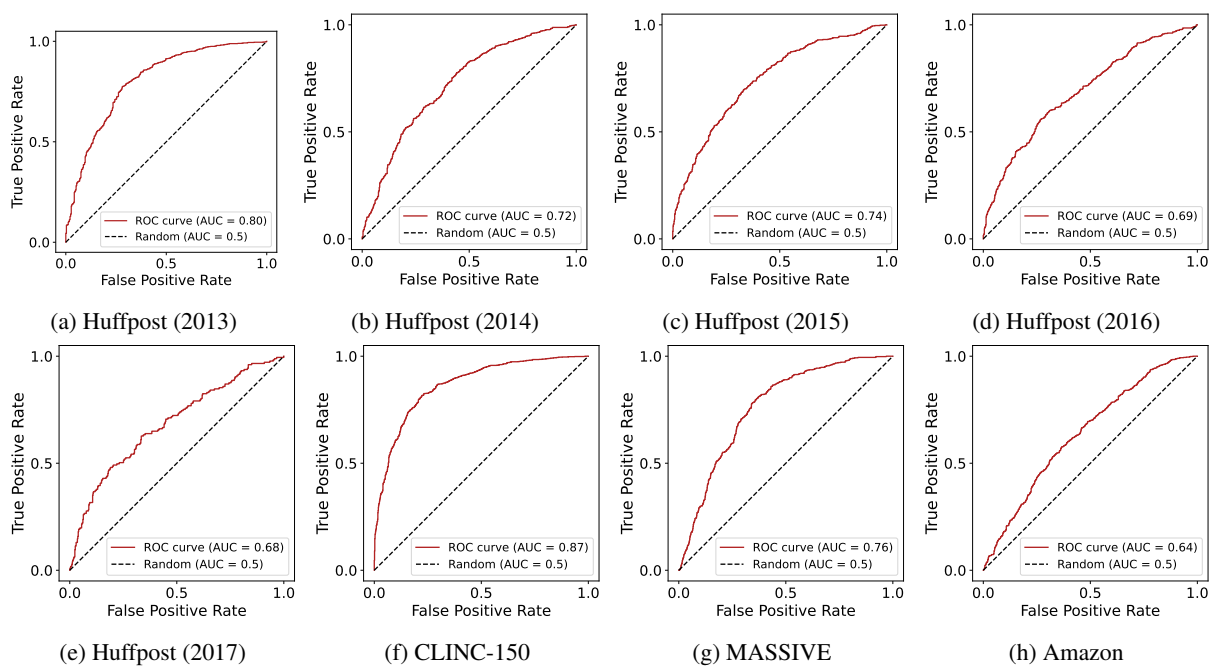 True Positive Rate
1.0
0.5
0.0
ROC curve (AUC = 0.80)
Random (AUC = 0.5)
0.0 0.5 1.0
False Positive Rate
(a) Huffpost (2013)
True Positive Rate
1.0
0.5
0.0
ROC curve (AUC = 0.72)
Random (AUC = 0.5)
0.0 0.5 1.0
False Positive Rate
(b) Huffpost (2014)
True Positive Rate
1.0
0.5
0.0
ROC curve (AUC = 0.74)
Random (AUC = 0.5)
0.0 0.5 1.0
False Positive Rate
(c) Huffpost (2015)
True Positive Rate
1.0
0.5
0.0
ROC curve (AUC = 0.69)
Random (AUC = 0.5)
0.0 0.5 1.0
False Positive Rate
(d) Huffpost (2016)
True Positive Rate
1.0
0.5
0.0
ROC curve (AUC = 0.68)
Random (AUC = 0.5)
0.0 0.5 1.0
False Positive Rate
(e) Huffpost (2017)
True Positive Rate
1.0
0.5
0.0
ROC curve (AUC = 0.87)
Random (AUC = 0.5)
0.0 0.5 1.0
False Positive Rate
(f) CLINC-150
True Positive Rate
1.0
0.5
0.0
ROC curve (AUC = 0.76)
Random (AUC = 0.5)
0.0 0.5 1.0
False Positive Rate
(g) MASSIVE
True Positive Rate
1.0
0.5
0.0
ROC curve (AUC = 0.64)
Random (AUC = 0.5)
0.0 0.5 1.0
False Positive Rate
(h) Amazon